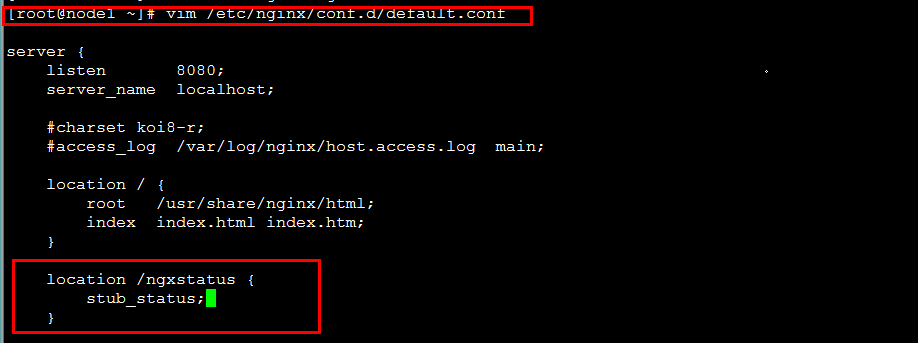 [root@node1 ~]# vim /etc/nginx/conf.d/default.conf
server {
    listen       8080;
    server_name  localhost;
    #charset koi8-r;
    #access_log  /var/log/nginx/host.access.log  main;
    location / {
        root   /usr/share/nginx/html;
        index  index.html index.htm;
    }
    location /ngxstatus {
        stub_status;
    }